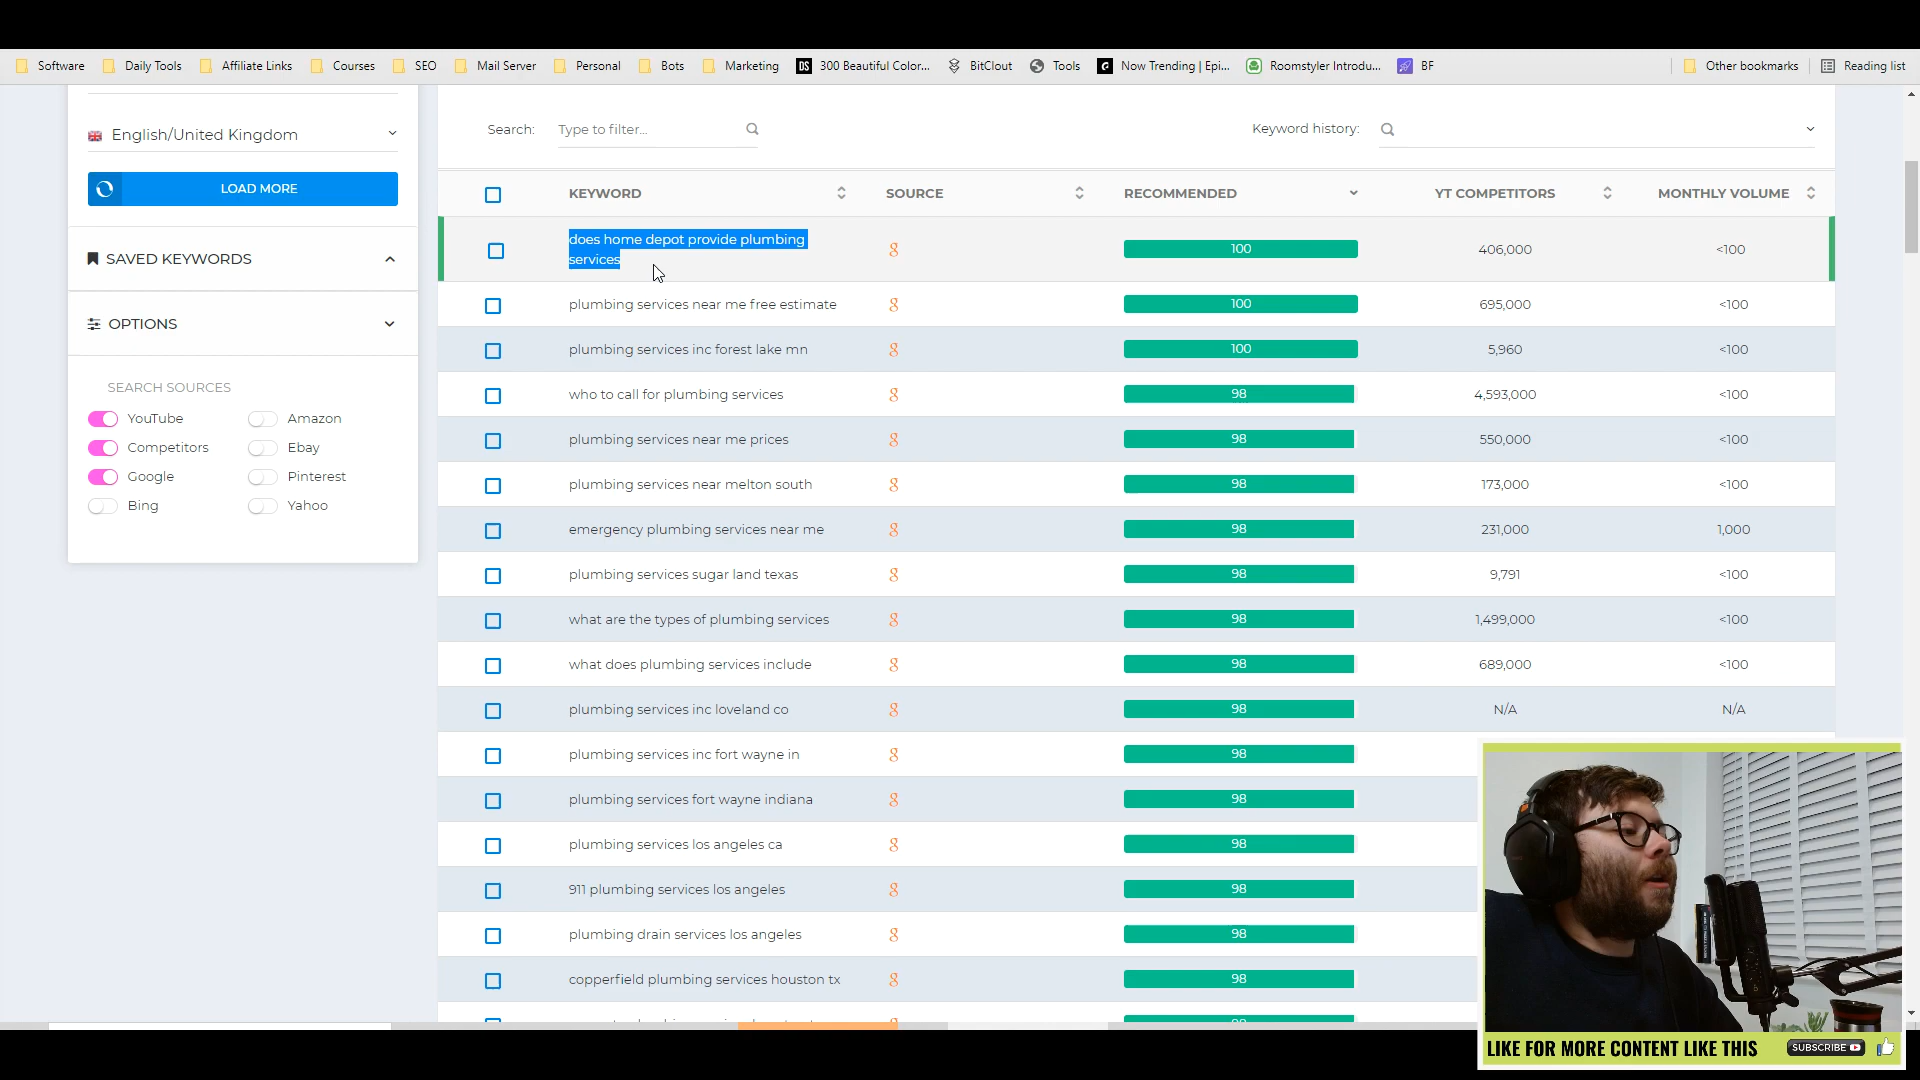 Software Daily Tools Affiliate Links Courses SEO Mail Server Personal Bots Marketing 300 Beautiful Color... BitClout Tools Now Trending | Epi... Roomstyler Introdu... BF Other bookmarks Reading list
English/United Kingdom
LOAD MORE
SAVED KEYWORDS
OPTIONS
SEARCH SOURCES
YouTube Amazon
Competitors Ebay
Google Pinterest
Bing Yahoo
Search: Type to filter... Keyword history:
KEYWORD SOURCE RECOMMENDED YT COMPETITORS MONTHLY VOLUME
does home depot provide plumbing
services 100 406,000 <100
plumbing services near me free estimate 100 695,000 <100
plumbing services inc forest lake mn 100 5,960 <100
who to call for plumbing services 98 4,593,000 <100
plumbing services near me prices 98 550,000 <100
plumbing services near melton south 98 173,000 <100
emergency plumbing services near me 98 231,000 1,000
plumbing services sugar land texas 98 9,791 <100
what are the types of plumbing services 98 1,499,000 <100
what does plumbing services include 98 689,000 <100
plumbing services inc loveland co 98 N/A N/A
plumbing services inc fort wayne in 98
plumbing services fort wayne indiana 98
plumbing services los angeles ca 98
911 plumbing services los angeles 98
plumbing drain services los angeles 98
copperfield plumbing services houston tx 98
LIKE FOR MORE CONTENT LIKE THIS SUBSCRIBE